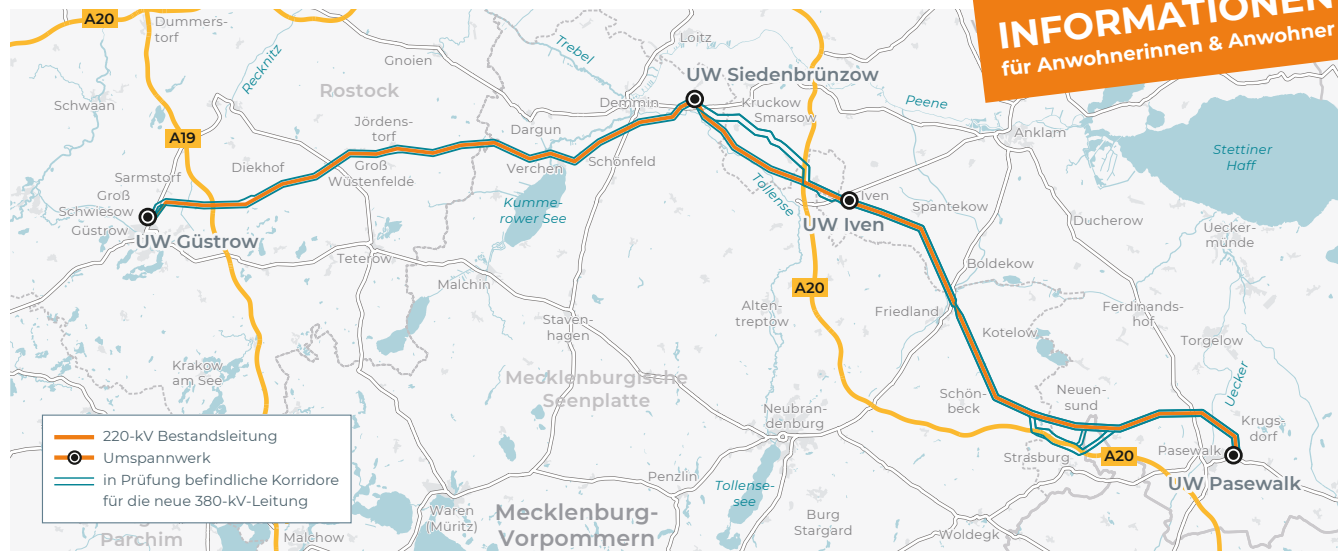 INFORMATIONEN
für Anwohnerinnen & Anwohner
A20
Dummers-
torf
Recknitz
Gnoien
Trebel
Loitz
UW Siedenbrünzow
Schwaan
Rostock
Demmin
Kruckow
Smarsow
Peene
Anklam
A19
Jördens-
torf
Dargun
Stettiner
Haff
Diekhof
Groß
Wüstenfelde
Verchen
Schönfeld
Sarmstorf
Groß
Schwiesow
Güstrow
UW Güstrow
Kumme-
rower See
Tollense
Iven
UW Iven
Spantekow
Ducherow
Uecker-
münde
Teterow
Malchin
Boldekow
A20
Alten-
treptow
Friedland
Ferdinands-
hof
Staven-
hagen
Kotelow
Torgelow
Krakow
am See
Mecklenburgische
Seenplatte
Schön-
beck
Neuen-
sund
Uecker
Neubran-
denburg
Krugs-
dorf
220-kV Bestandsleitung
Umspannwerk
in Prüfung befindliche Korridore
für die neue 380-kV-Leitung
Strasburg
A20
Pasewalk
UW Pasewalk
Penzlin
Tollense-
see
Waren
(Müritz)
Mecklenburg-
Vorpommern
Burg
Stargard
Woldegk
Parchim
Malchow